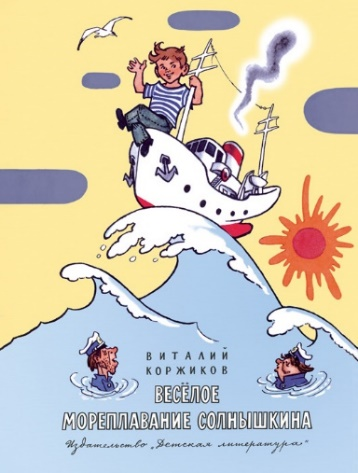 ВИТАЛИЙ
КОРЖИКОВ
ВЕСЁЛОЕ
МОРЕПЛАВАНИЕ СОЛНЫШКИНА
Издательство „Детская литература"